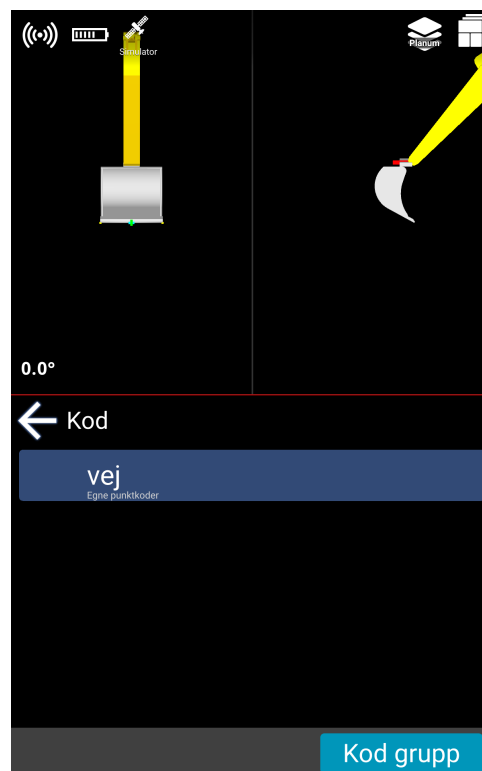 Simulator
Planum
0.0°
Kod
vej
Egne punktkoder
Kod grupp